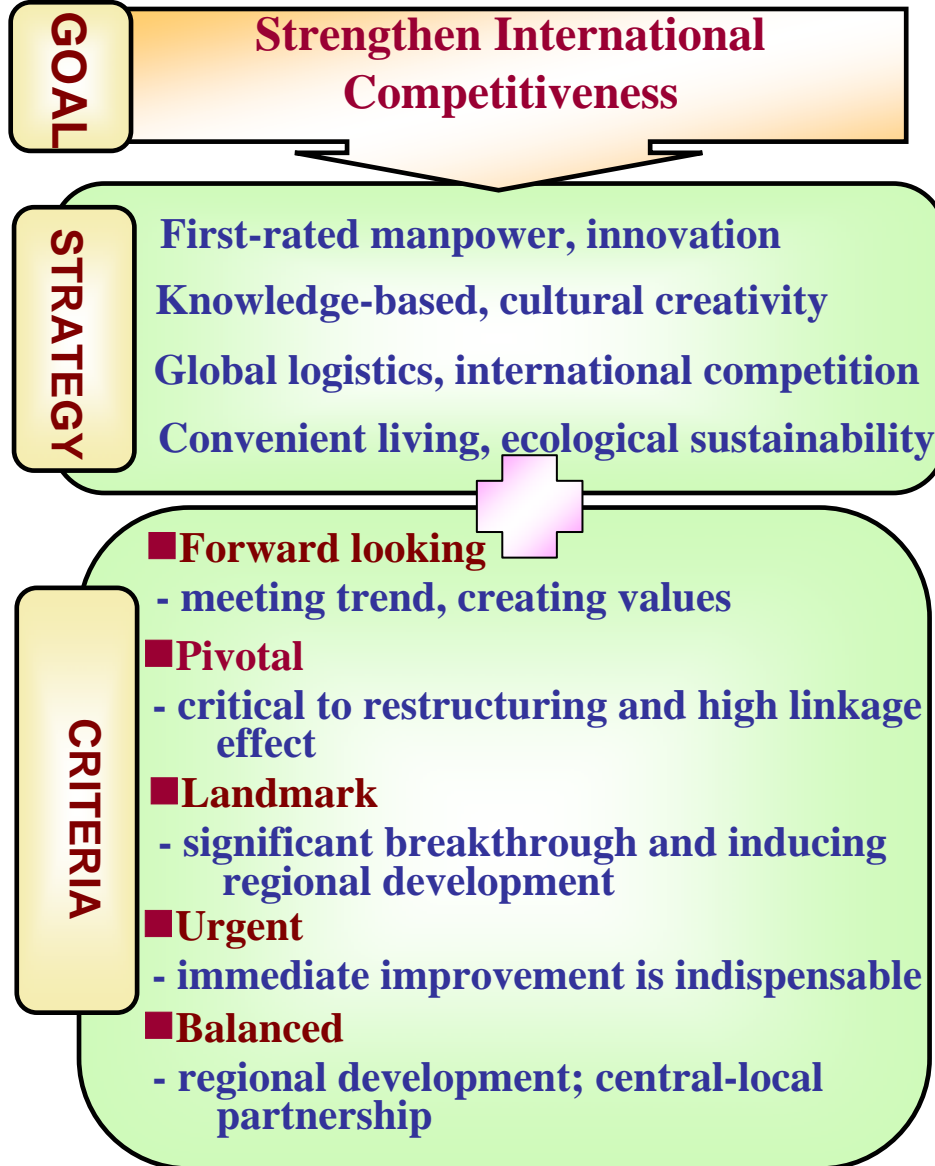 GOAL
Strengthen International
Competitiveness
STRATEGY
First-rated manpower, innovation
Knowledge-based, cultural creativity
Global logistics, international competition
Convenient living, ecological sustainability
CRITERIA
■Forward looking
- meeting trend, creating values
■Pivotal
- critical to restructuring and high linkage
effect
■Landmark
- significant breakthrough and inducing
regional development
■Urgent
- immediate improvement is indispensable
■Balanced
- regional development; central-local
partnership